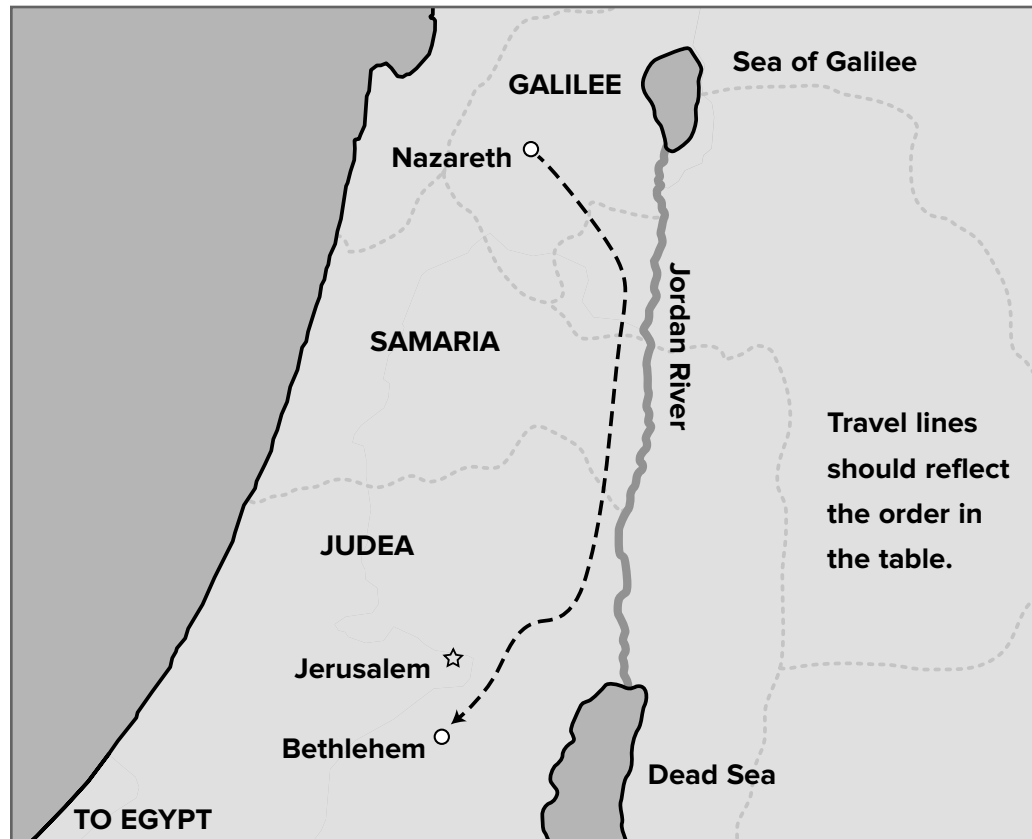 Sea of Galilee
GALILEE
Nazareth
Jordan River
SAMARIA
Travel lines
should reflect
the order in
the table.
JUDEA
Jerusalem
Bethlehem
Dead Sea
TO EGYPT